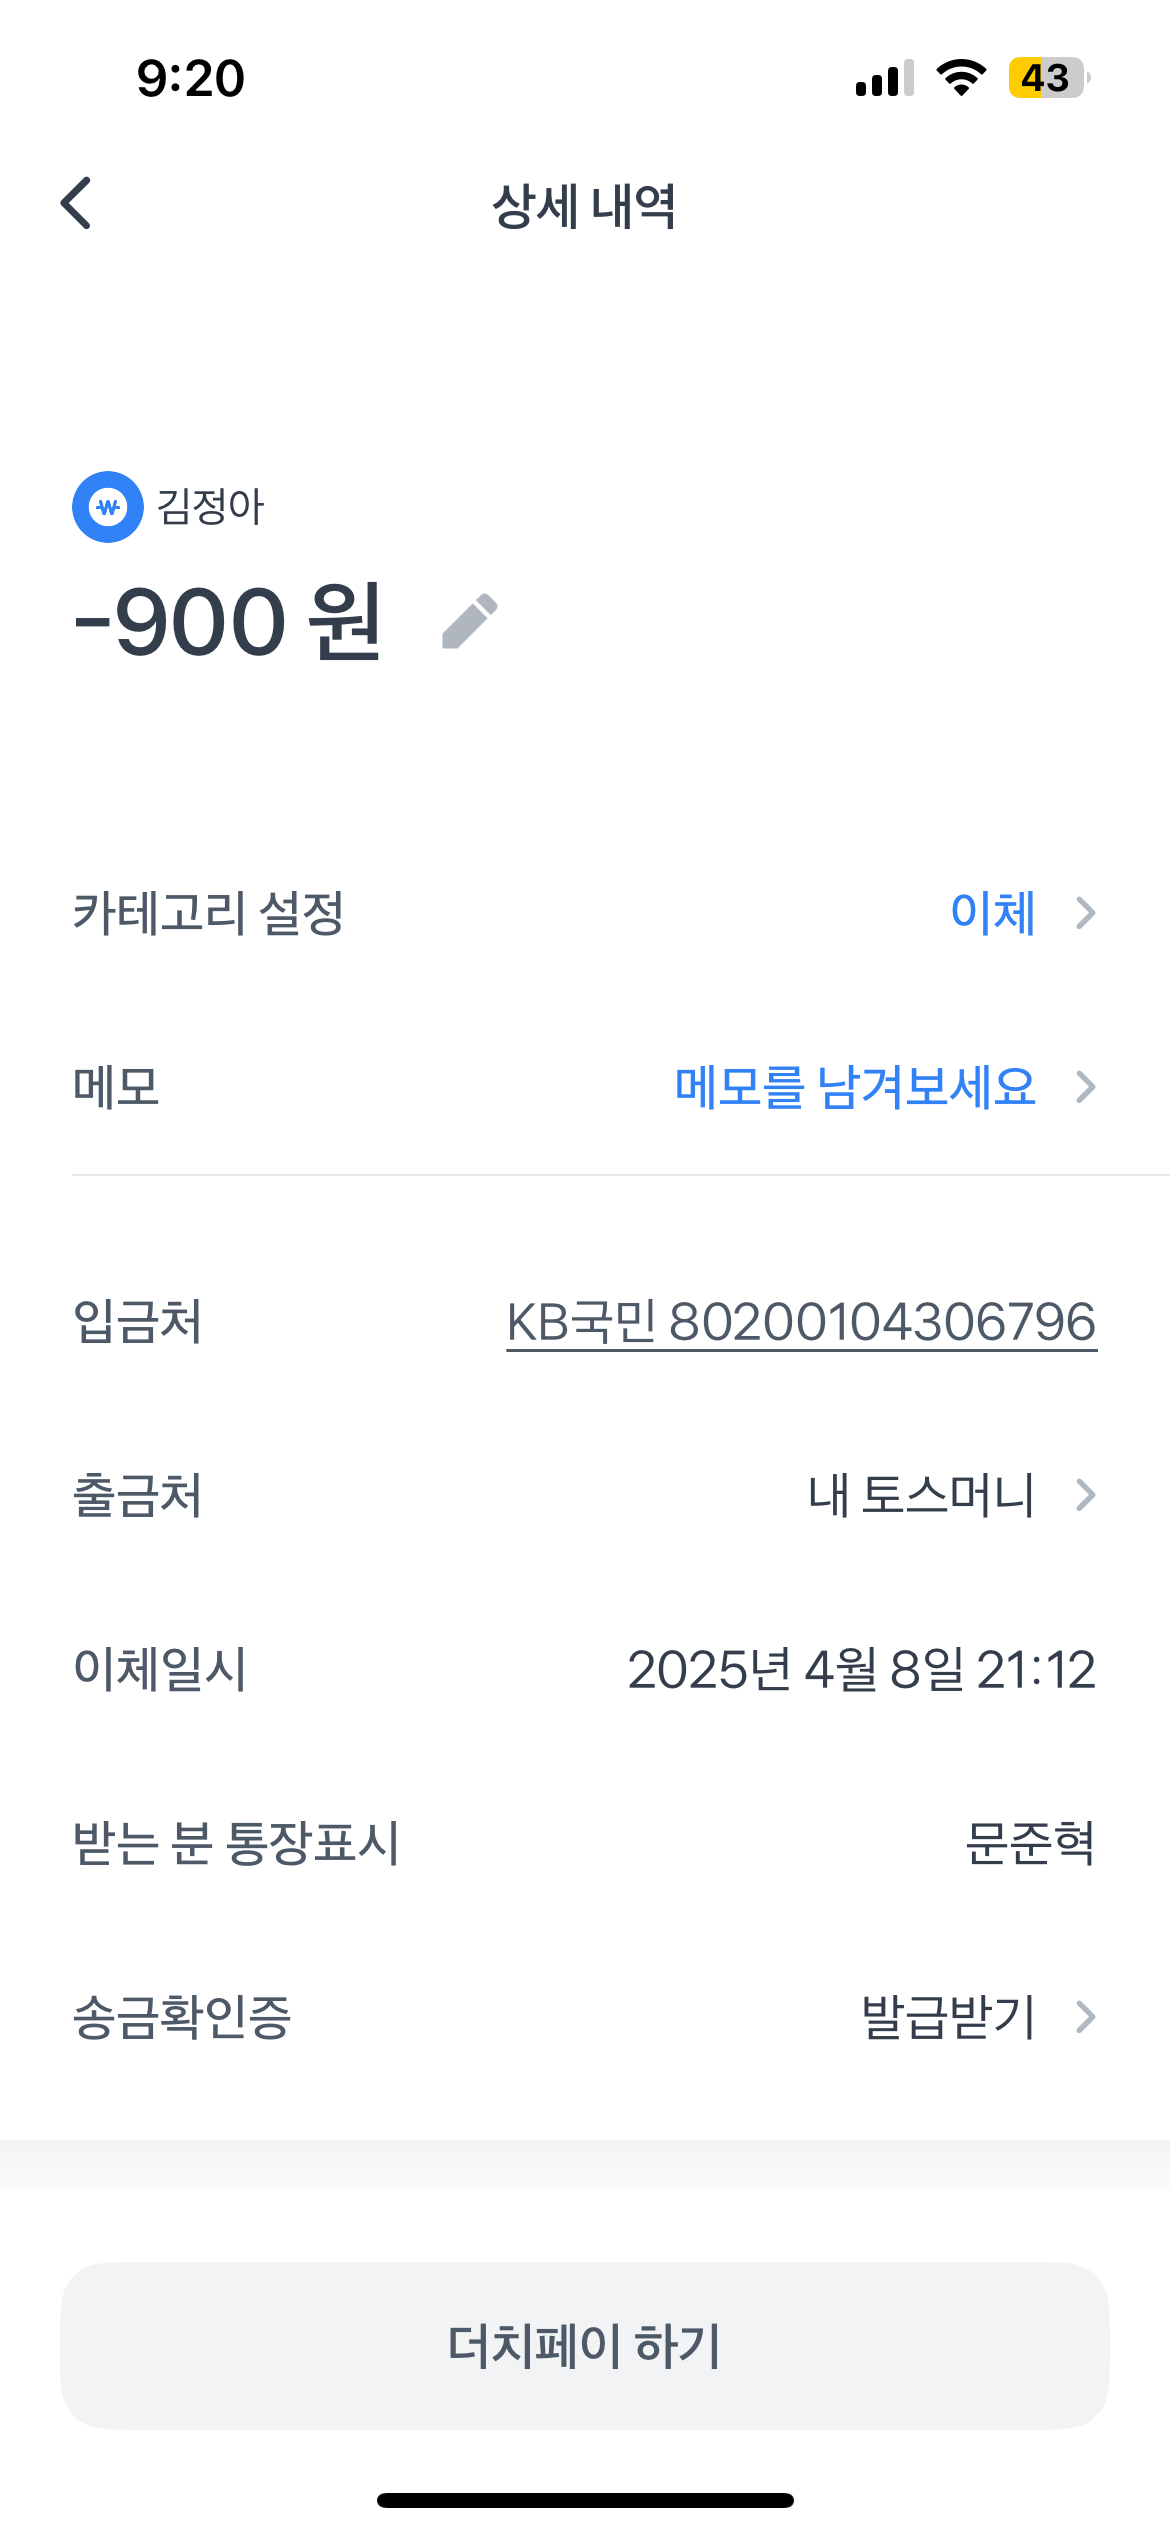 9:20
43
상세 내역
김정아
-900 원
카테고리 설정 이체
메모 메모를 남겨보세요
입금처 KB국민 80200104306796
출금처 내 토스머니
이체일시 2025년 4월 8일 21:12
받는 분 통장표시 문준혁
송금확인증 발급받기
더치페이 하기